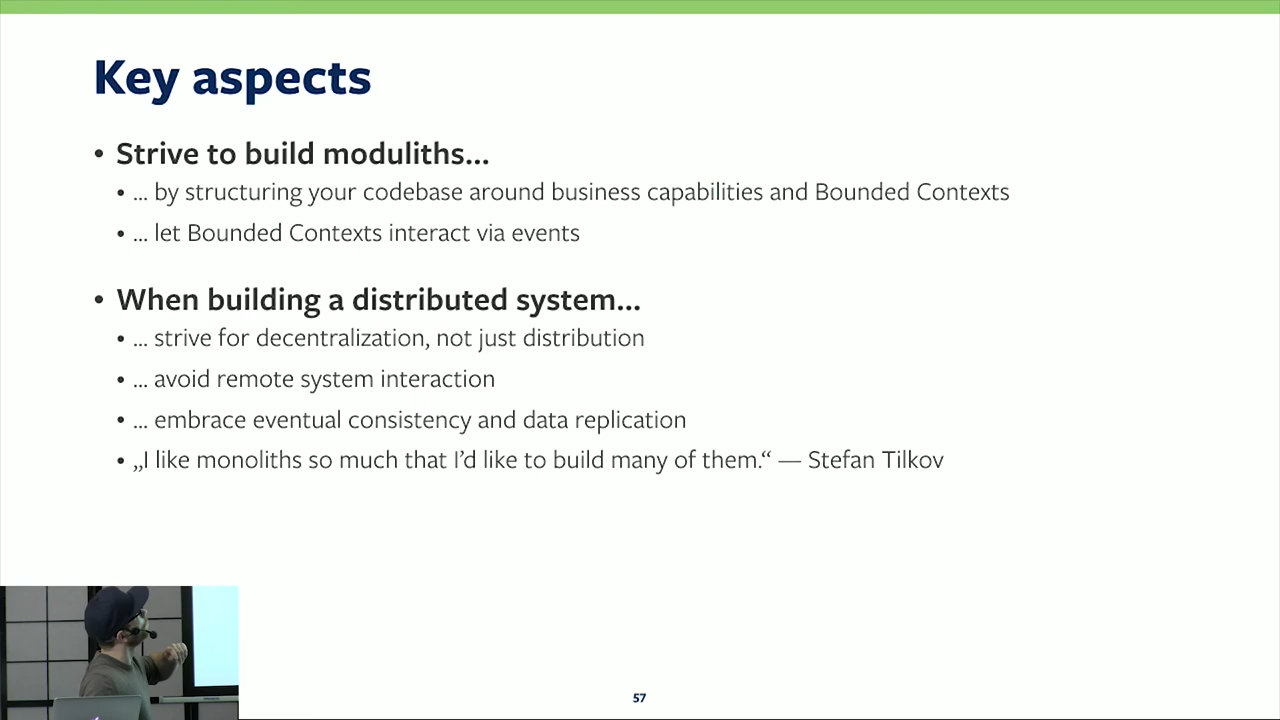 Key aspects
• Strive to build moduliths...
• ... by structuring your codebase around business capabilities and Bounded Contexts
• ... let Bounded Contexts interact via events
• When building a distributed system...
• ... strive for decentralization, not just distribution
• ... avoid remote system interaction
• ... embrace eventual consistency and data replication
• „I like monoliths so much that I’d like to build many of them.“ — Stefan Tilkov
57